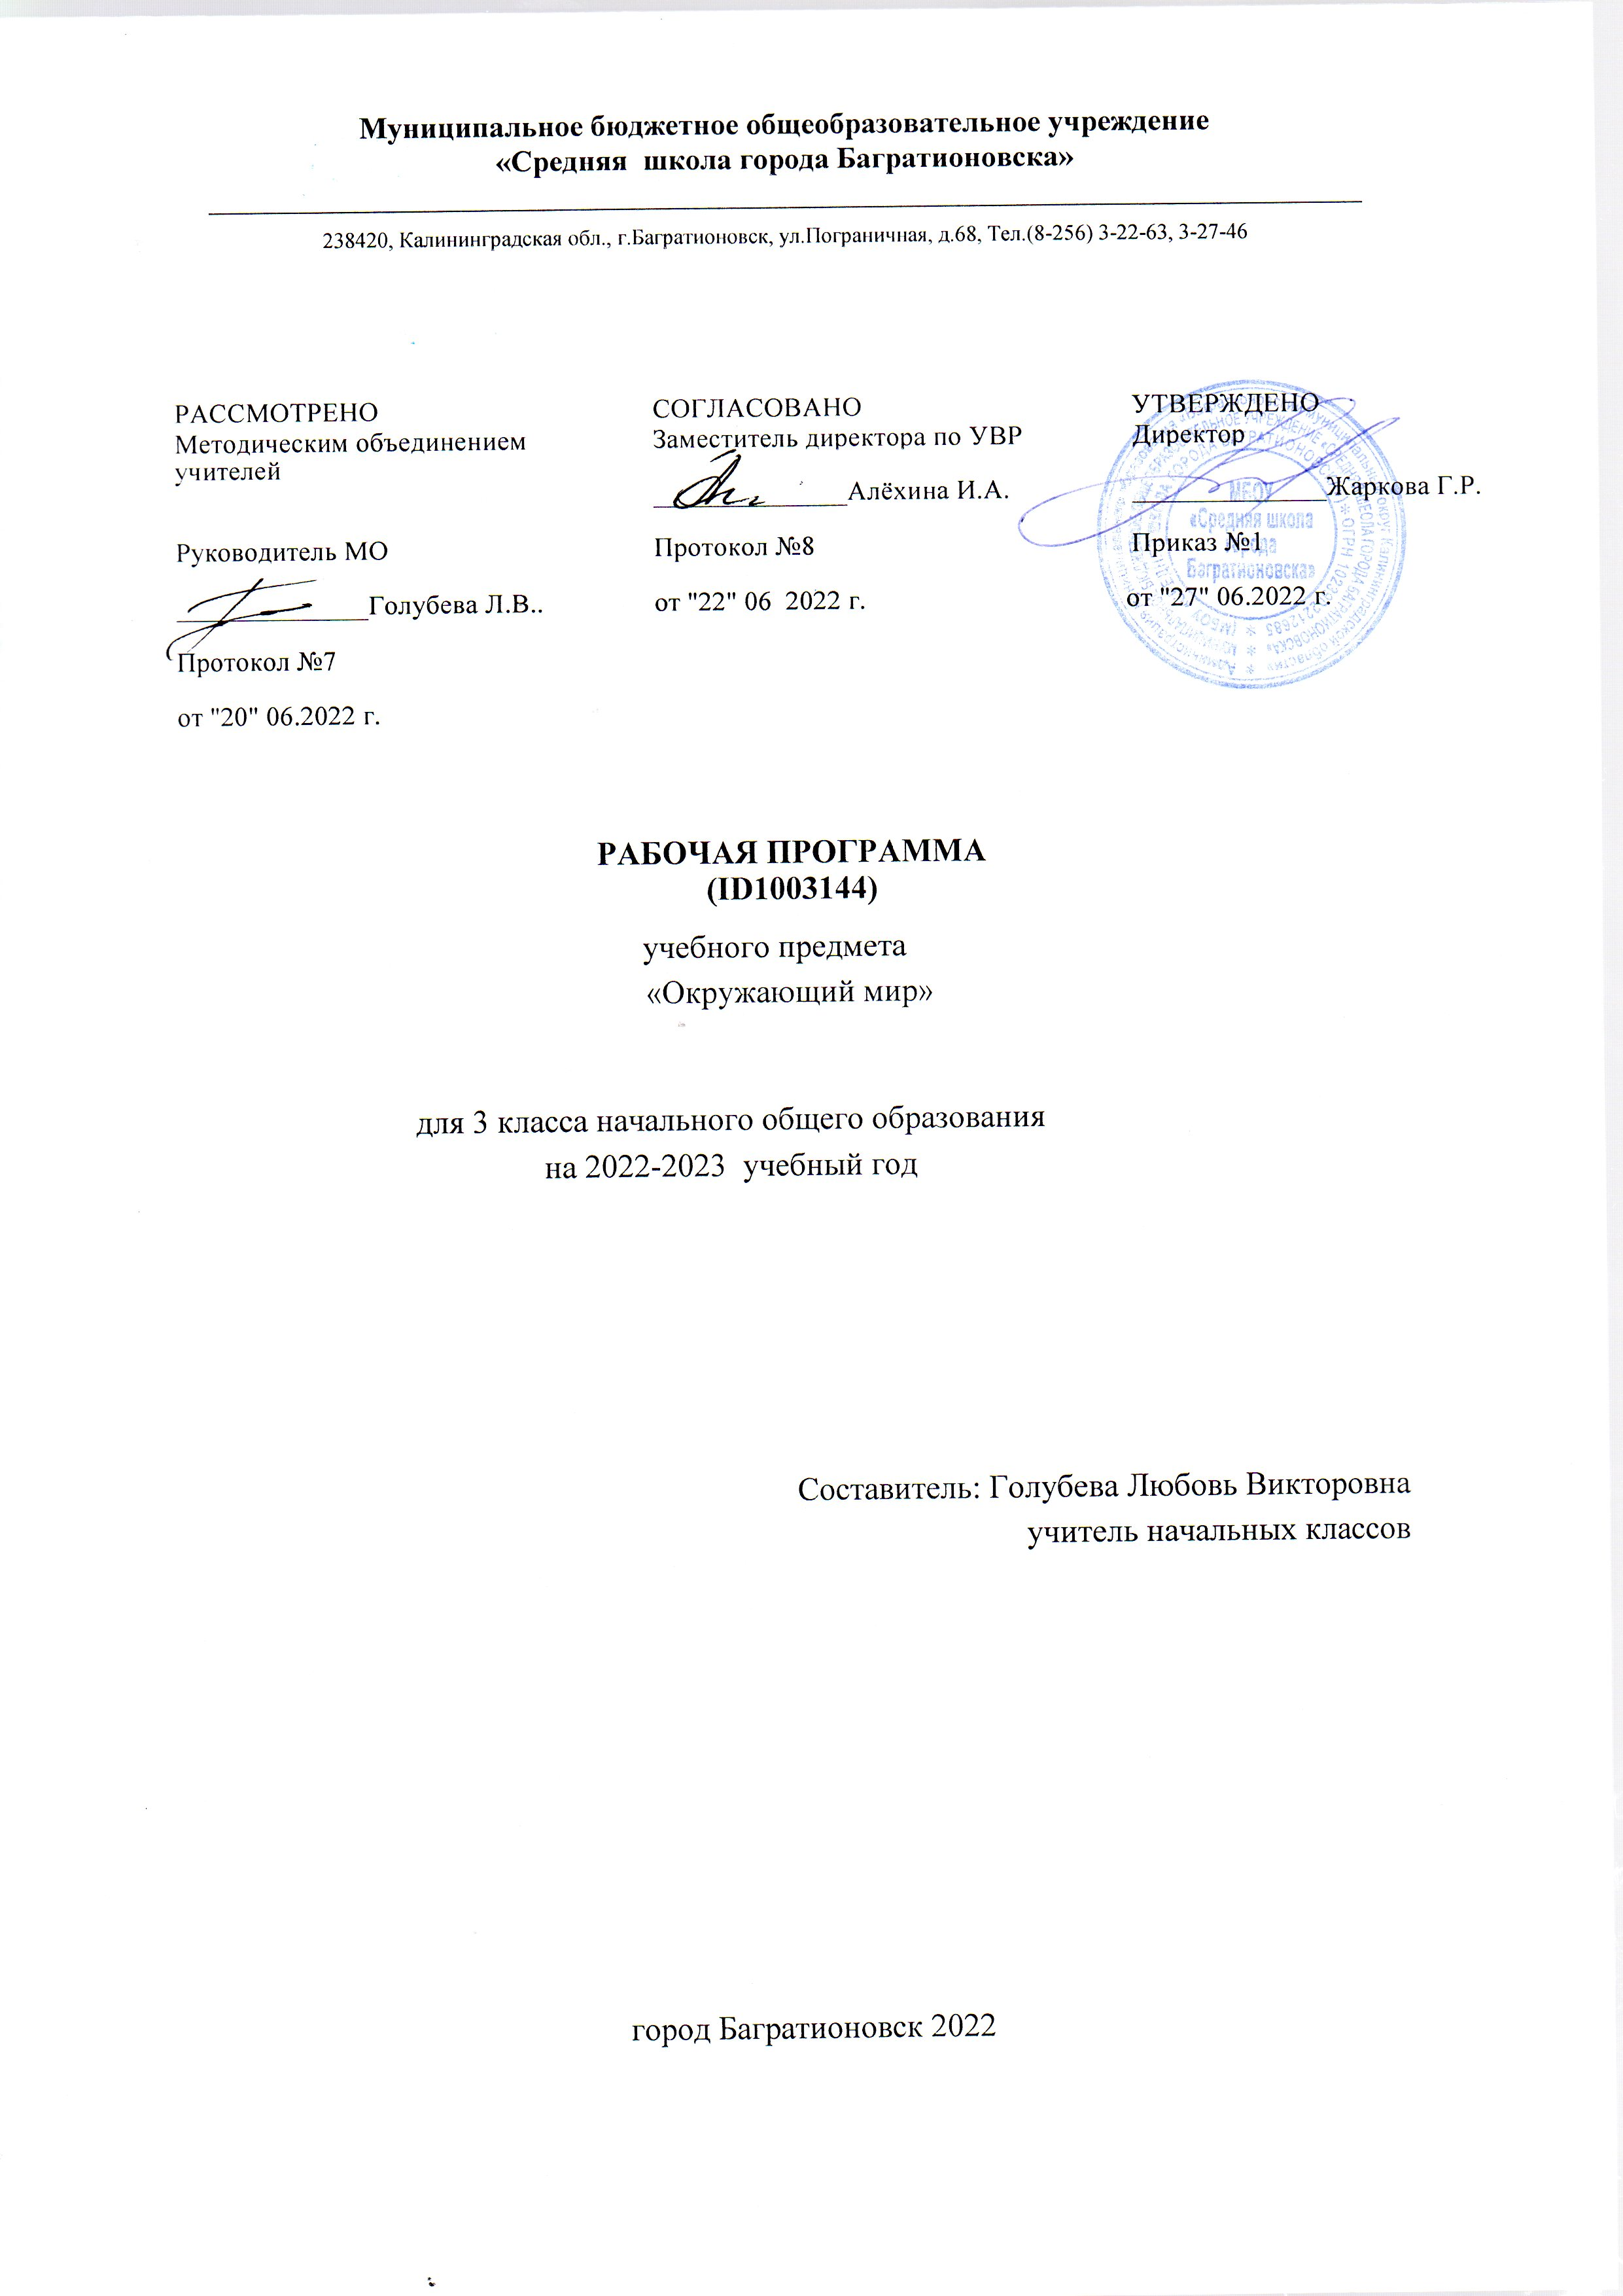 Муниципальное бюджетное общеобразовательное учреждение
«Средняя школа города Багратионовска»
238420, Калининградская обл., г.Багратионовск, ул.Пограничная, д.68, Тел.(8-256) 3-22-63, 3-27-46
РАССМОТРЕНО
Методическим объединением
учителей
Руководитель МО
______________Голубева Л.В..
Протокол №7
от "20" 06.2022 г.
СОГЛАСОВАНО
Заместитель директора по УВР
______________Алёхина И.А.
Протокол №8
от "22" 06 2022 г.
УТВЕРЖДЕНО
Директор
______________Жаркова Г.Р.
Приказ №1
от "27" 06.2022 г.
МБОУ
«Средняя школа
города
Багратионовска»
РАБОЧАЯ ПРОГРАММА
(ID1003144)
учебного предмета
«Окружающий мир»
для 3 класса начального общего образования
на 2022-2023 учебный год
Составитель: Голубева Любовь Викторовна
учитель начальных классов
город Багратионовск 2022